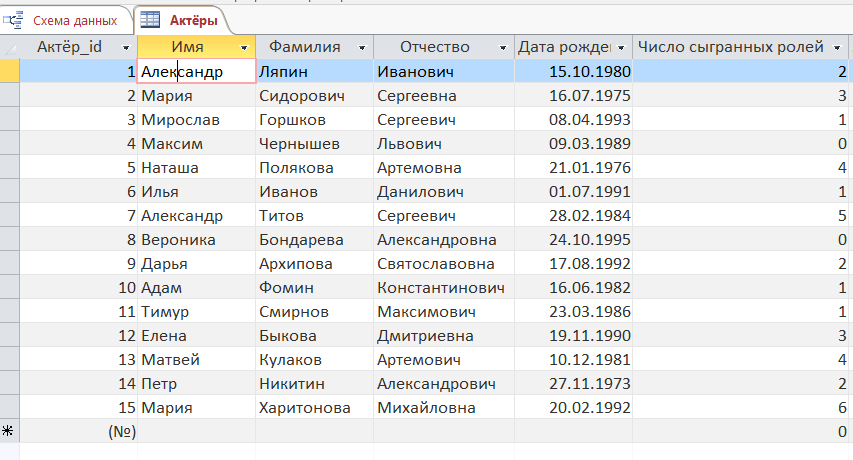 Схема данных Актёры
Актёр_id Имя Фамилия Отчество Дата рожден Число сыгранных ролей
1 Александр Ляпин Иванович 15.10.1980 2
2 Мария Сидорович Сергеевна 16.07.1975 3
3 Мирослав Горшков Сергеевич 08.04.1993 1
4 Максим Чернышев Львович 09.03.1989 0
5 Наташа Полякова Артемовна 21.01.1976 4
6 Илья Иванов Данилович 01.07.1991 1
7 Александр Титов Сергеевич 28.02.1984 5
8 Вероника Бондарева Александровна 24.10.1995 0
9 Дарья Архипова Святославовна 17.08.1992 2
10 Адам Фомин Константинович 16.06.1982 1
11 Тимур Смирнов Максимович 23.03.1986 1
12 Елена Быкова Дмитриевна 19.11.1990 3
13 Матвей Кулаков Артемович 10.12.1981 4
14 Петр Никитин Александрович 27.11.1973 2
15 Мария Харитонова Михайловна 20.02.1992 6
(№) 0